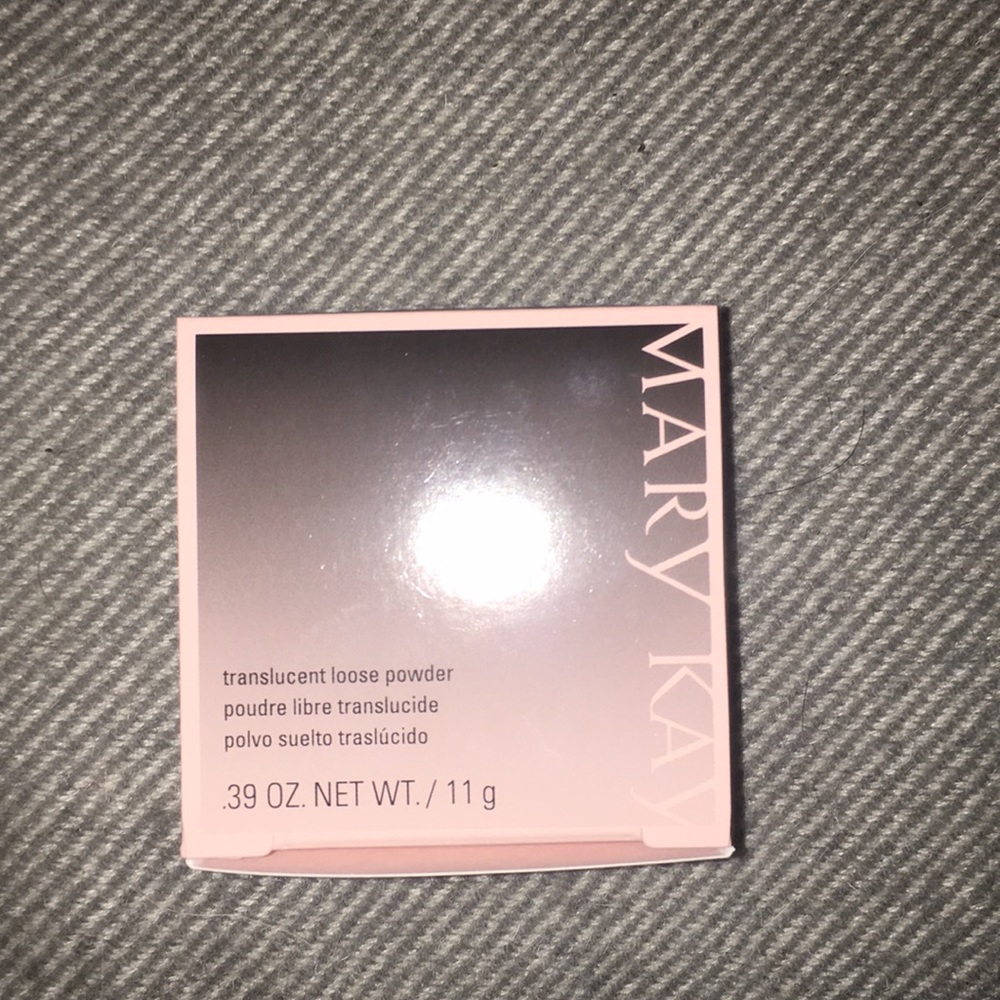 MARY KAY
translucent loose powder
poudre libre translucide
polvo suelto traslúcido
.39 OZ. NET WT. / 11 g